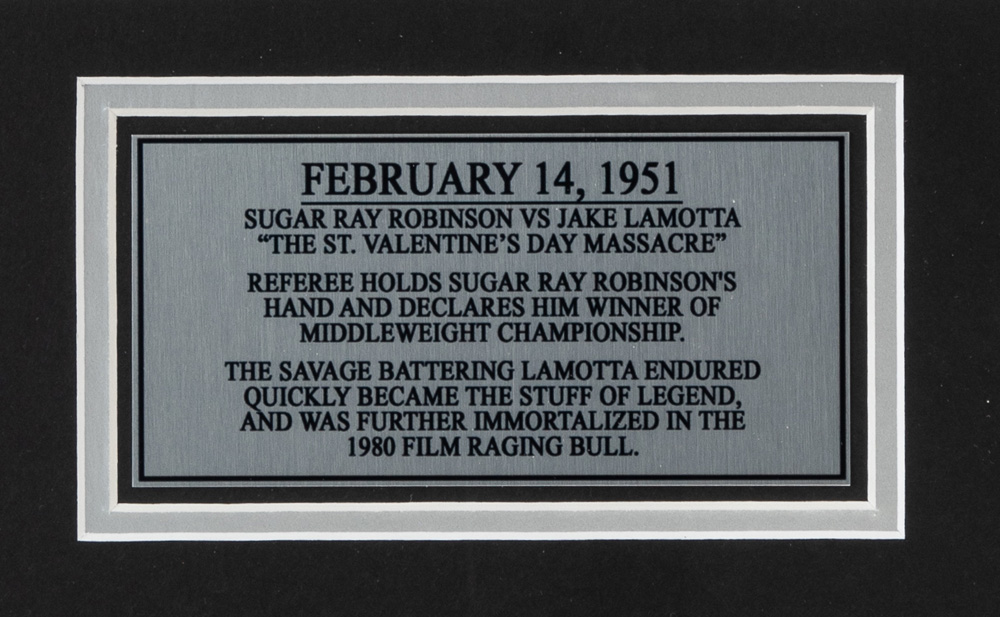 FEBRUARY 14, 1951
SUGAR RAY ROBINSON VS JAKE LAMOTTA
“THE ST. VALENTINE’S DAY MASSACRE”
REFEREE HOLDS SUGAR RAY ROBINSON'S
HAND AND DECLARES HIM WINNER OF
MIDDLEWEIGHT CHAMPIONSHIP.
THE SAVAGE BATTERING LAMOTTA ENDURED
QUICKLY BECAME THE STUFF OF LEGEND,
AND WAS FURTHER IMMORTALIZED IN THE
1980 FILM RAGING BULL.